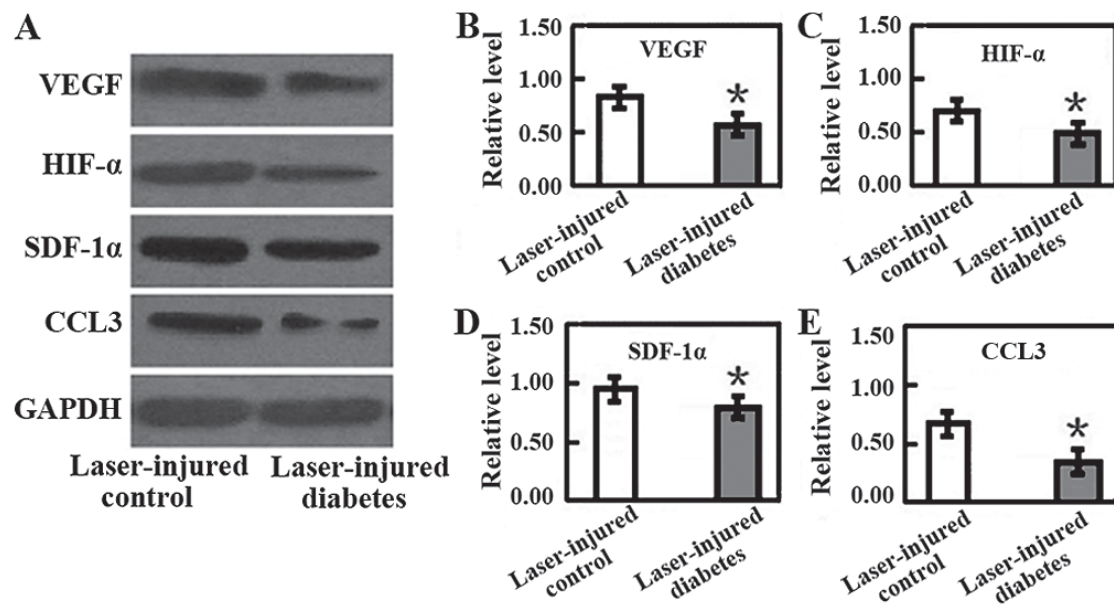 A
VEGF
HIF-α
SDF-1α
CCL3
GAPDH
Laser-injured
control
Laser-injured
diabetes
B
Relative level
1.50
1.00
0.50
0.00
VEGF
*
Laser-injured
control
Laser-injured
diabetes
C
Relative level
1.50
1.00
0.50
0.00
HIF-α
*
Laser-injured
control
Laser-injured
diabetes
D
Relative level
1.50
1.00
0.50
0.00
SDF-1α
*
Laser-injured
control
Laser-injured
diabetes
E
Relative level
1.50
1.00
0.50
0.00
CCL3
*
Laser-injured
control
Laser-injured
diabetes